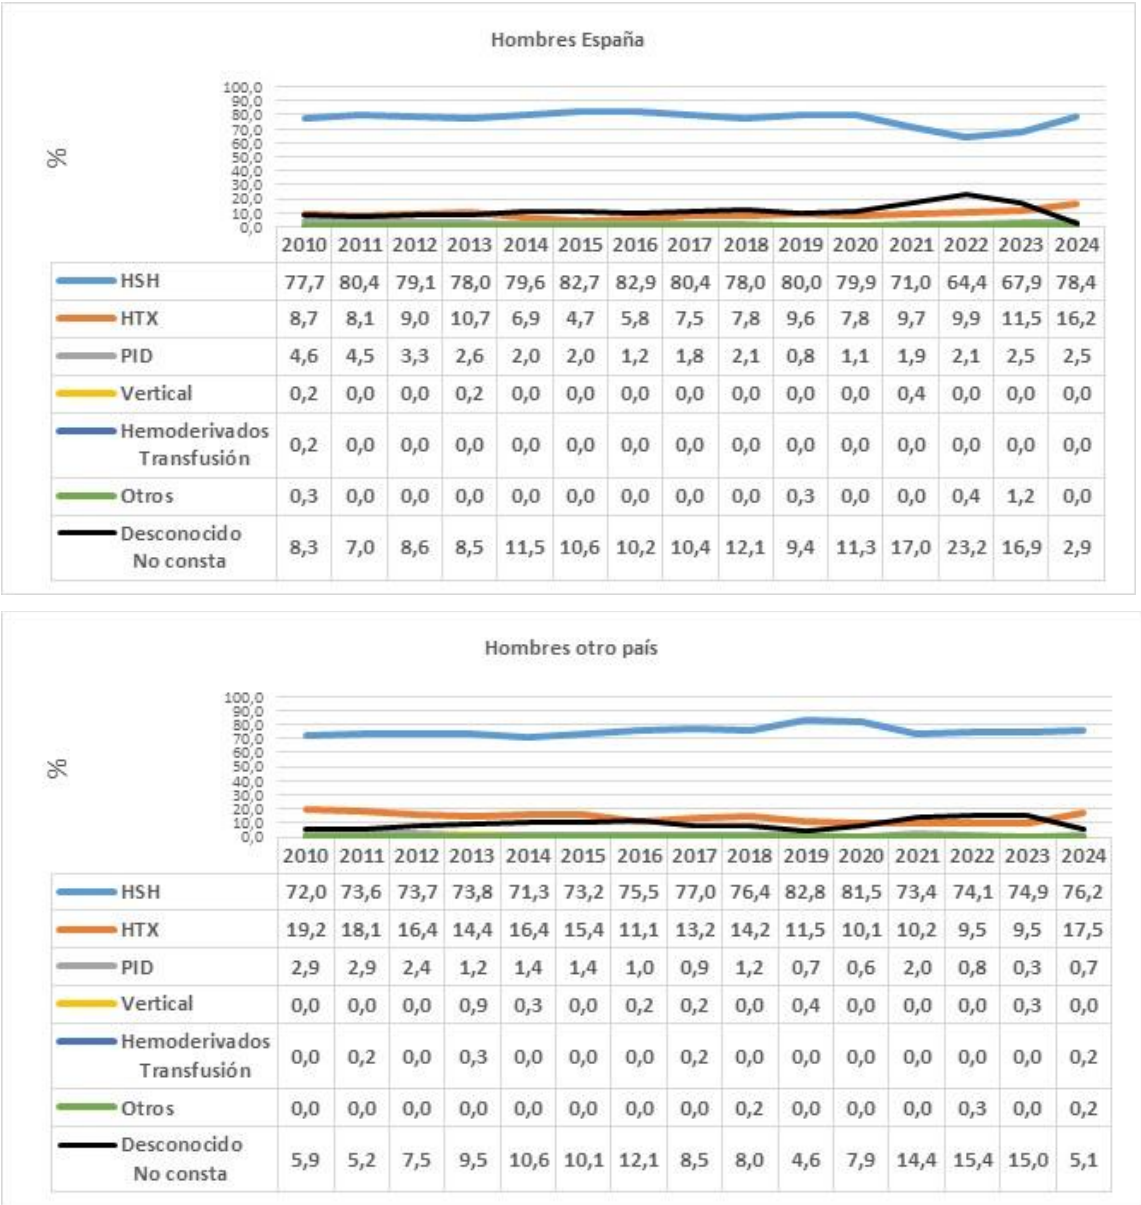 Hombres España
%
100,0
90,0
80,0
70,0
60,0
50,0
40,0
30,0
20,0
10,0
0,0
2010 2011 2012 2013 2014 2015 2016 2017 2018 2019 2020 2021 2022 2023 2024
HSH 77,7 80,4 79,1 78,0 79,6 82,7 82,9 80,4 78,0 80,0 79,9 71,0 64,4 67,9 78,4
HTX 8,7 8,1 9,0 10,7 6,9 4,7 5,8 7,5 7,8 9,6 7,8 9,7 9,9 11,5 16,2
PID 4,6 4,5 3,3 2,6 2,0 2,0 1,2 1,8 2,1 0,8 1,1 1,9 2,1 2,5 2,5
Vertical 0,2 0,0 0,0 0,2 0,0 0,0 0,0 0,0 0,0 0,0 0,0 0,4 0,0 0,0 0,0
Hemoderivados
Transfusión 0,2 0,0 0,0 0,0 0,0 0,0 0,0 0,0 0,0 0,0 0,0 0,0 0,0 0,0 0,0
Otros 0,3 0,0 0,0 0,0 0,0 0,0 0,0 0,0 0,0 0,3 0,0 0,0 0,4 1,2 0,0
Desconocido
No consta 8,3 7,0 8,6 8,5 11,5 10,6 10,2 10,4 12,1 9,4 11,3 17,0 23,2 16,9 2,9
Hombres otro país
%
100,0
90,0
80,0
70,0
60,0
50,0
40,0
30,0
20,0
10,0
0,0
2010 2011 2012 2013 2014 2015 2016 2017 2018 2019 2020 2021 2022 2023 2024
HSH 72,0 73,6 73,7 73,8 71,3 73,2 75,5 77,0 76,4 82,8 81,5 73,4 74,1 74,9 76,2
HTX 19,2 18,1 16,4 14,4 16,4 15,4 11,1 13,2 14,2 11,5 10,1 10,2 9,5 9,5 17,5
PID 2,9 2,9 2,4 1,2 1,4 1,4 1,0 0,9 1,2 0,7 0,6 2,0 0,8 0,3 0,7
Vertical 0,0 0,0 0,0 0,9 0,3 0,0 0,2 0,2 0,0 0,4 0,0 0,0 0,0 0,3 0,0
Hemoderivados
Transfusión 0,0 0,2 0,0 0,3 0,0 0,0 0,0 0,2 0,0 0,0 0,0 0,0 0,0 0,0 0,2
Otros 0,0 0,0 0,0 0,0 0,0 0,0 0,0 0,0 0,2 0,0 0,0 0,0 0,3 0,0 0,2
Desconocido
No consta 5,9 5,2 7,5 9,5 10,6 10,1 12,1 8,5 8,0 4,6 7,9 14,4 15,4 15,0 5,1